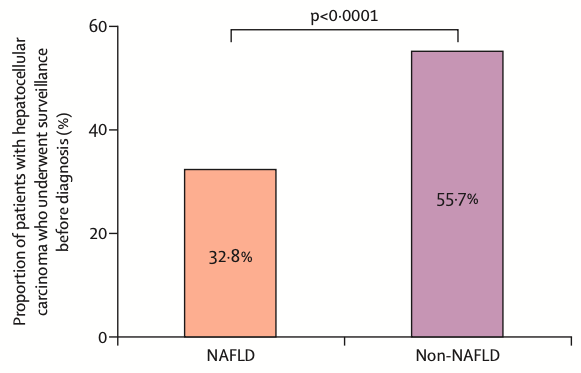 p<0·0001
Proportion of patients with hepatocellular
carcinoma who underwent surveillance
before diagnosis (%)
60
40
20
0
32·8%
55·7%
NAFLD
Non-NAFLD